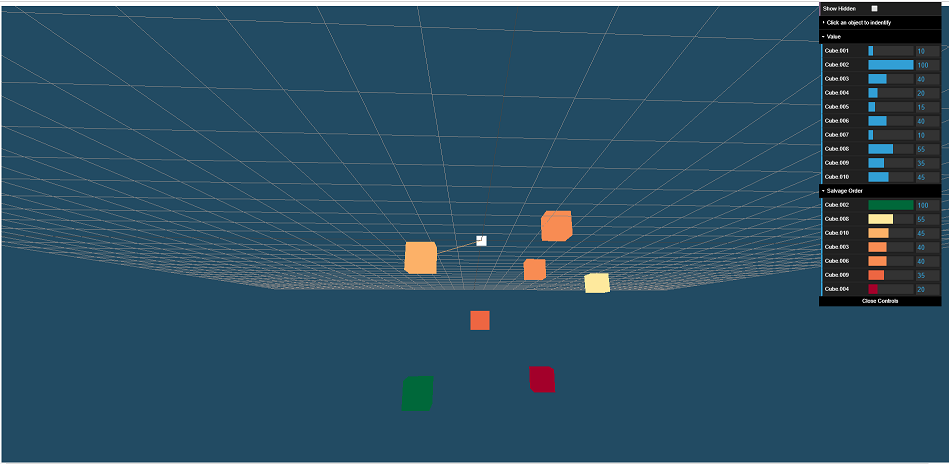 Show Hidden
Click an object to indentify
Value
Cube.001 10
Cube.002 100
Cube.003 40
Cube.004 20
Cube.005 15
Cube.006 40
Cube.007 10
Cube.008 55
Cube.009 35
Cube.010 45
Salvage Order
Cube.002 100
Cube.008 55
Cube.010 45
Cube.003 40
Cube.006 40
Cube.009 35
Cube.004 20
Close Controls